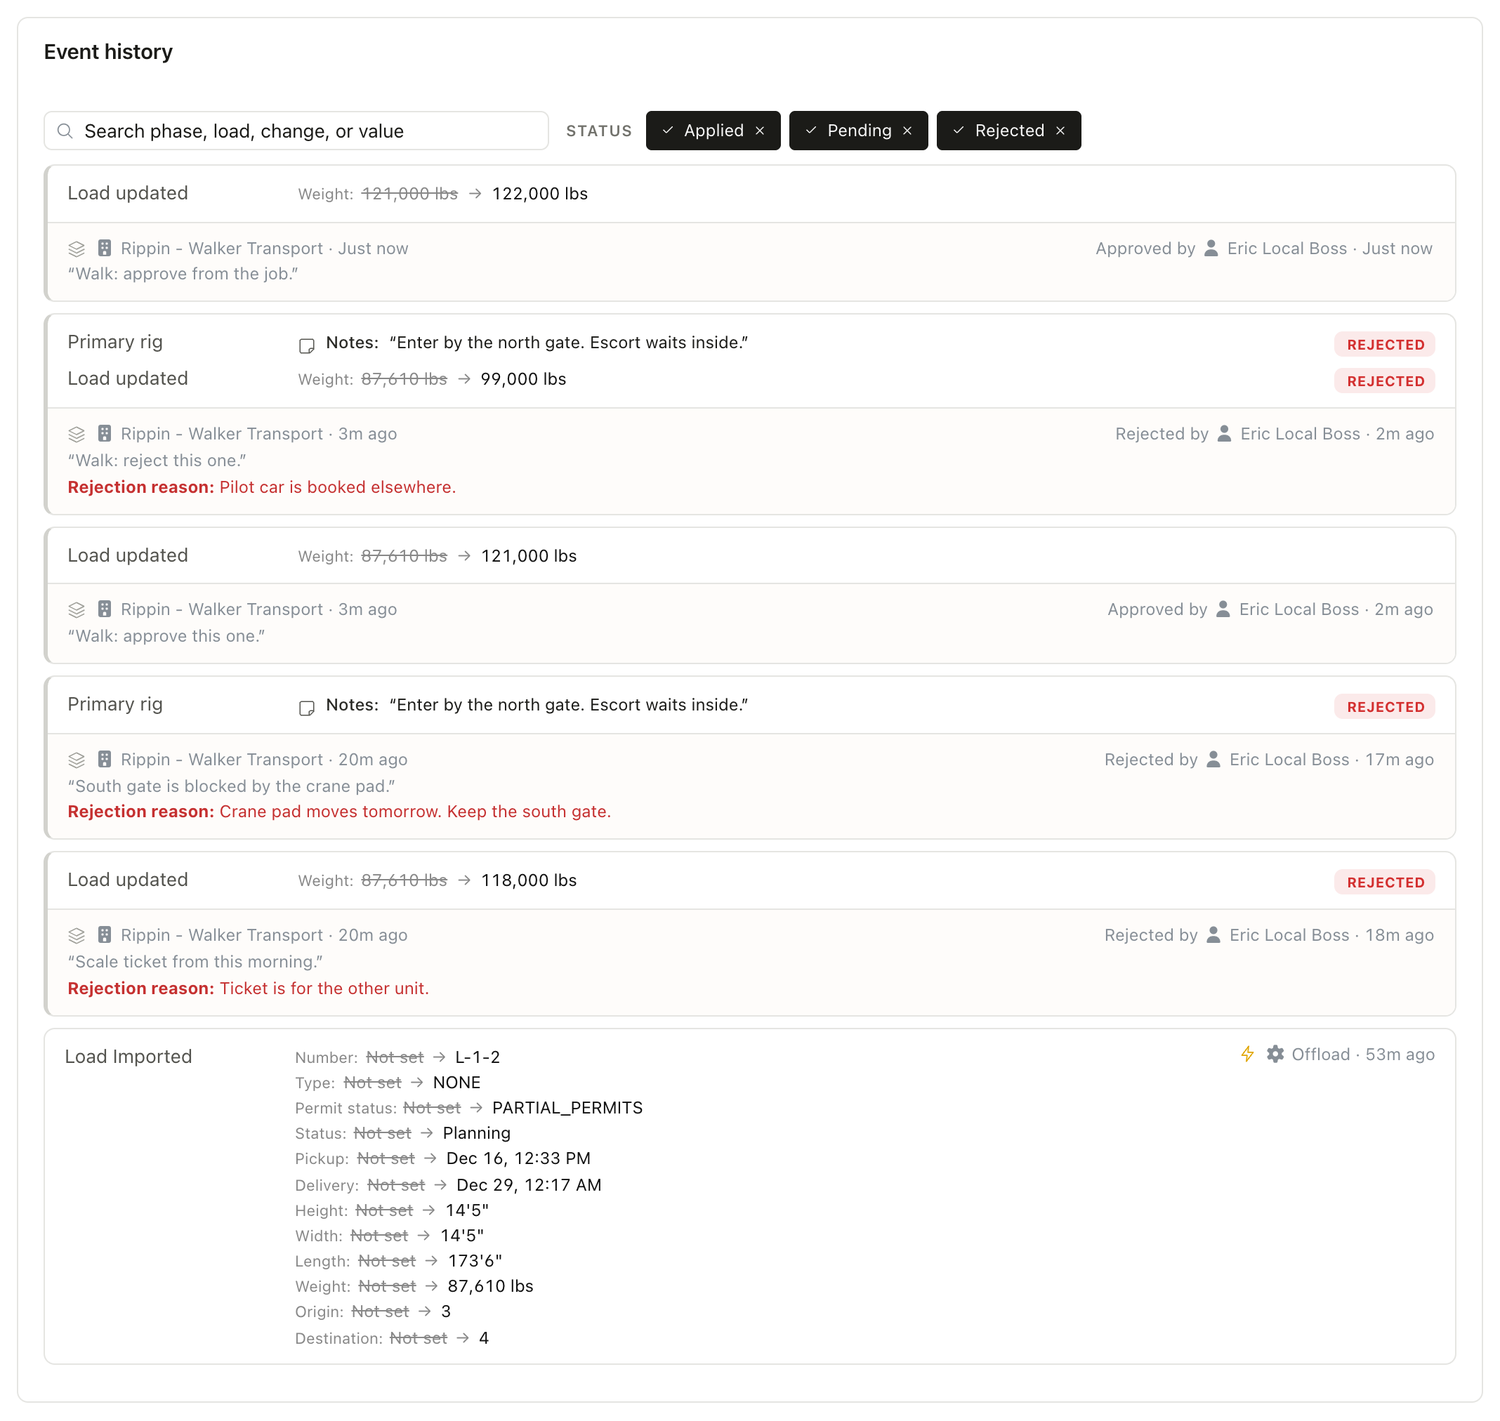 Event history
Search phase, load, change, or value STATUS Applied Pending Rejected
Load updated Weight: 121,000 lbs → 122,000 lbs
Rippin - Walker Transport · Just now Approved by Eric Local Boss · Just now
“Walk: approve from the job.”
Primary rig Notes: “Enter by the north gate. Escort waits inside.” REJECTED
Load updated Weight: 87,610 lbs → 99,000 lbs REJECTED
Rippin - Walker Transport · 3m ago Rejected by Eric Local Boss · 2m ago
“Walk: reject this one.”
Rejection reason: Pilot car is booked elsewhere.
Load updated Weight: 87,610 lbs → 121,000 lbs
Rippin - Walker Transport · 3m ago Approved by Eric Local Boss · 2m ago
“Walk: approve this one.”
Primary rig Notes: “Enter by the north gate. Escort waits inside.” REJECTED
Rippin - Walker Transport · 20m ago Rejected by Eric Local Boss · 17m ago
“South gate is blocked by the crane pad.”
Rejection reason: Crane pad moves tomorrow. Keep the south gate.
Load updated Weight: 87,610 lbs → 118,000 lbs REJECTED
Rippin - Walker Transport · 20m ago Rejected by Eric Local Boss · 18m ago
“Scale ticket from this morning.”
Rejection reason: Ticket is for the other unit.
Load Imported Number: Not set → L-1-2 Offload · 53m ago
Type: Not set → NONE
Permit status: Not set → PARTIAL_PERMITS
Status: Not set → Planning
Pickup: Not set → Dec 16, 12:33 PM
Delivery: Not set → Dec 29, 12:17 AM
Height: Not set → 14'5"
Width: Not set → 14'5"
Length: Not set → 173'6"
Weight: Not set → 87,610 lbs
Origin: Not set → 3
Destination: Not set → 4